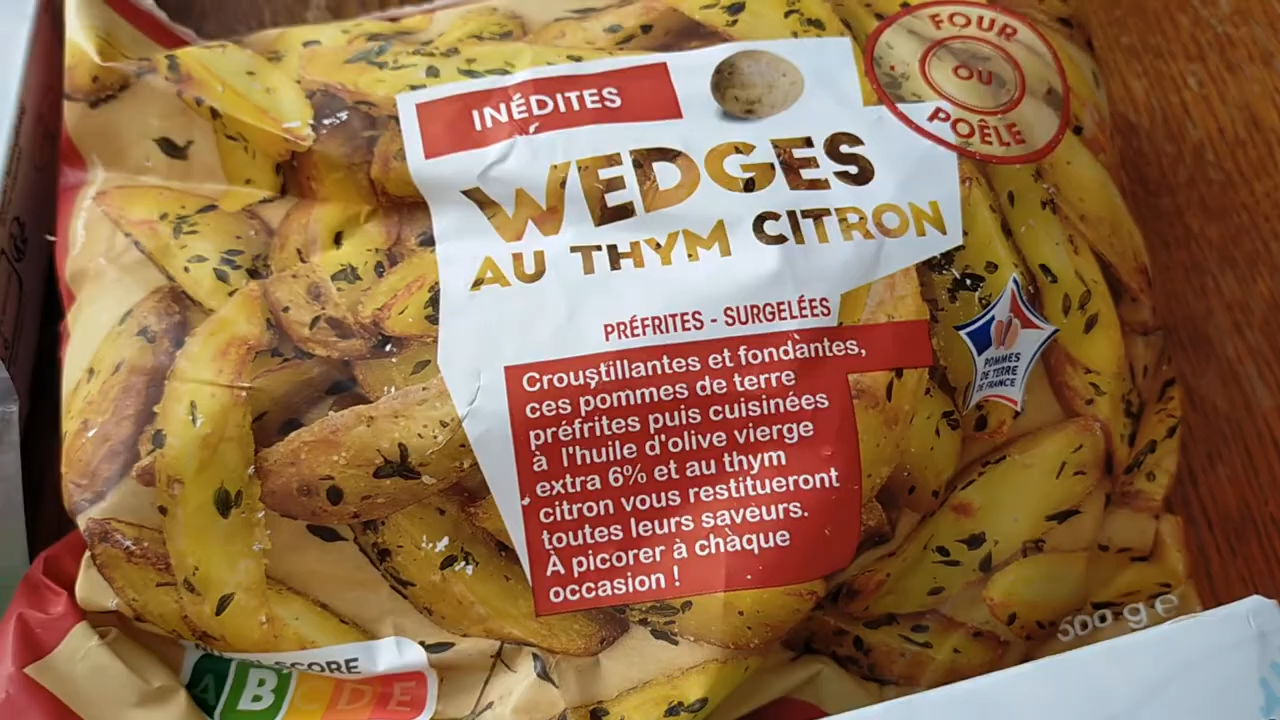 FOUR
OU
POÊLE
INÉDITES
WEDGES
AU THYM CITRON
PRÉFRITES - SURGELÉES
Croustillantes et fondantes,
ces pommes de terre
préfrites puis cuisinées
à l'huile d'olive vierge
extra 6% et au thym
citron vous restitueront
toutes leurs saveurs.
À picorer à chaque
occasion !
POMMES
DE TERRE
DE FRANCE
500 g e
SCORE
A B C D E